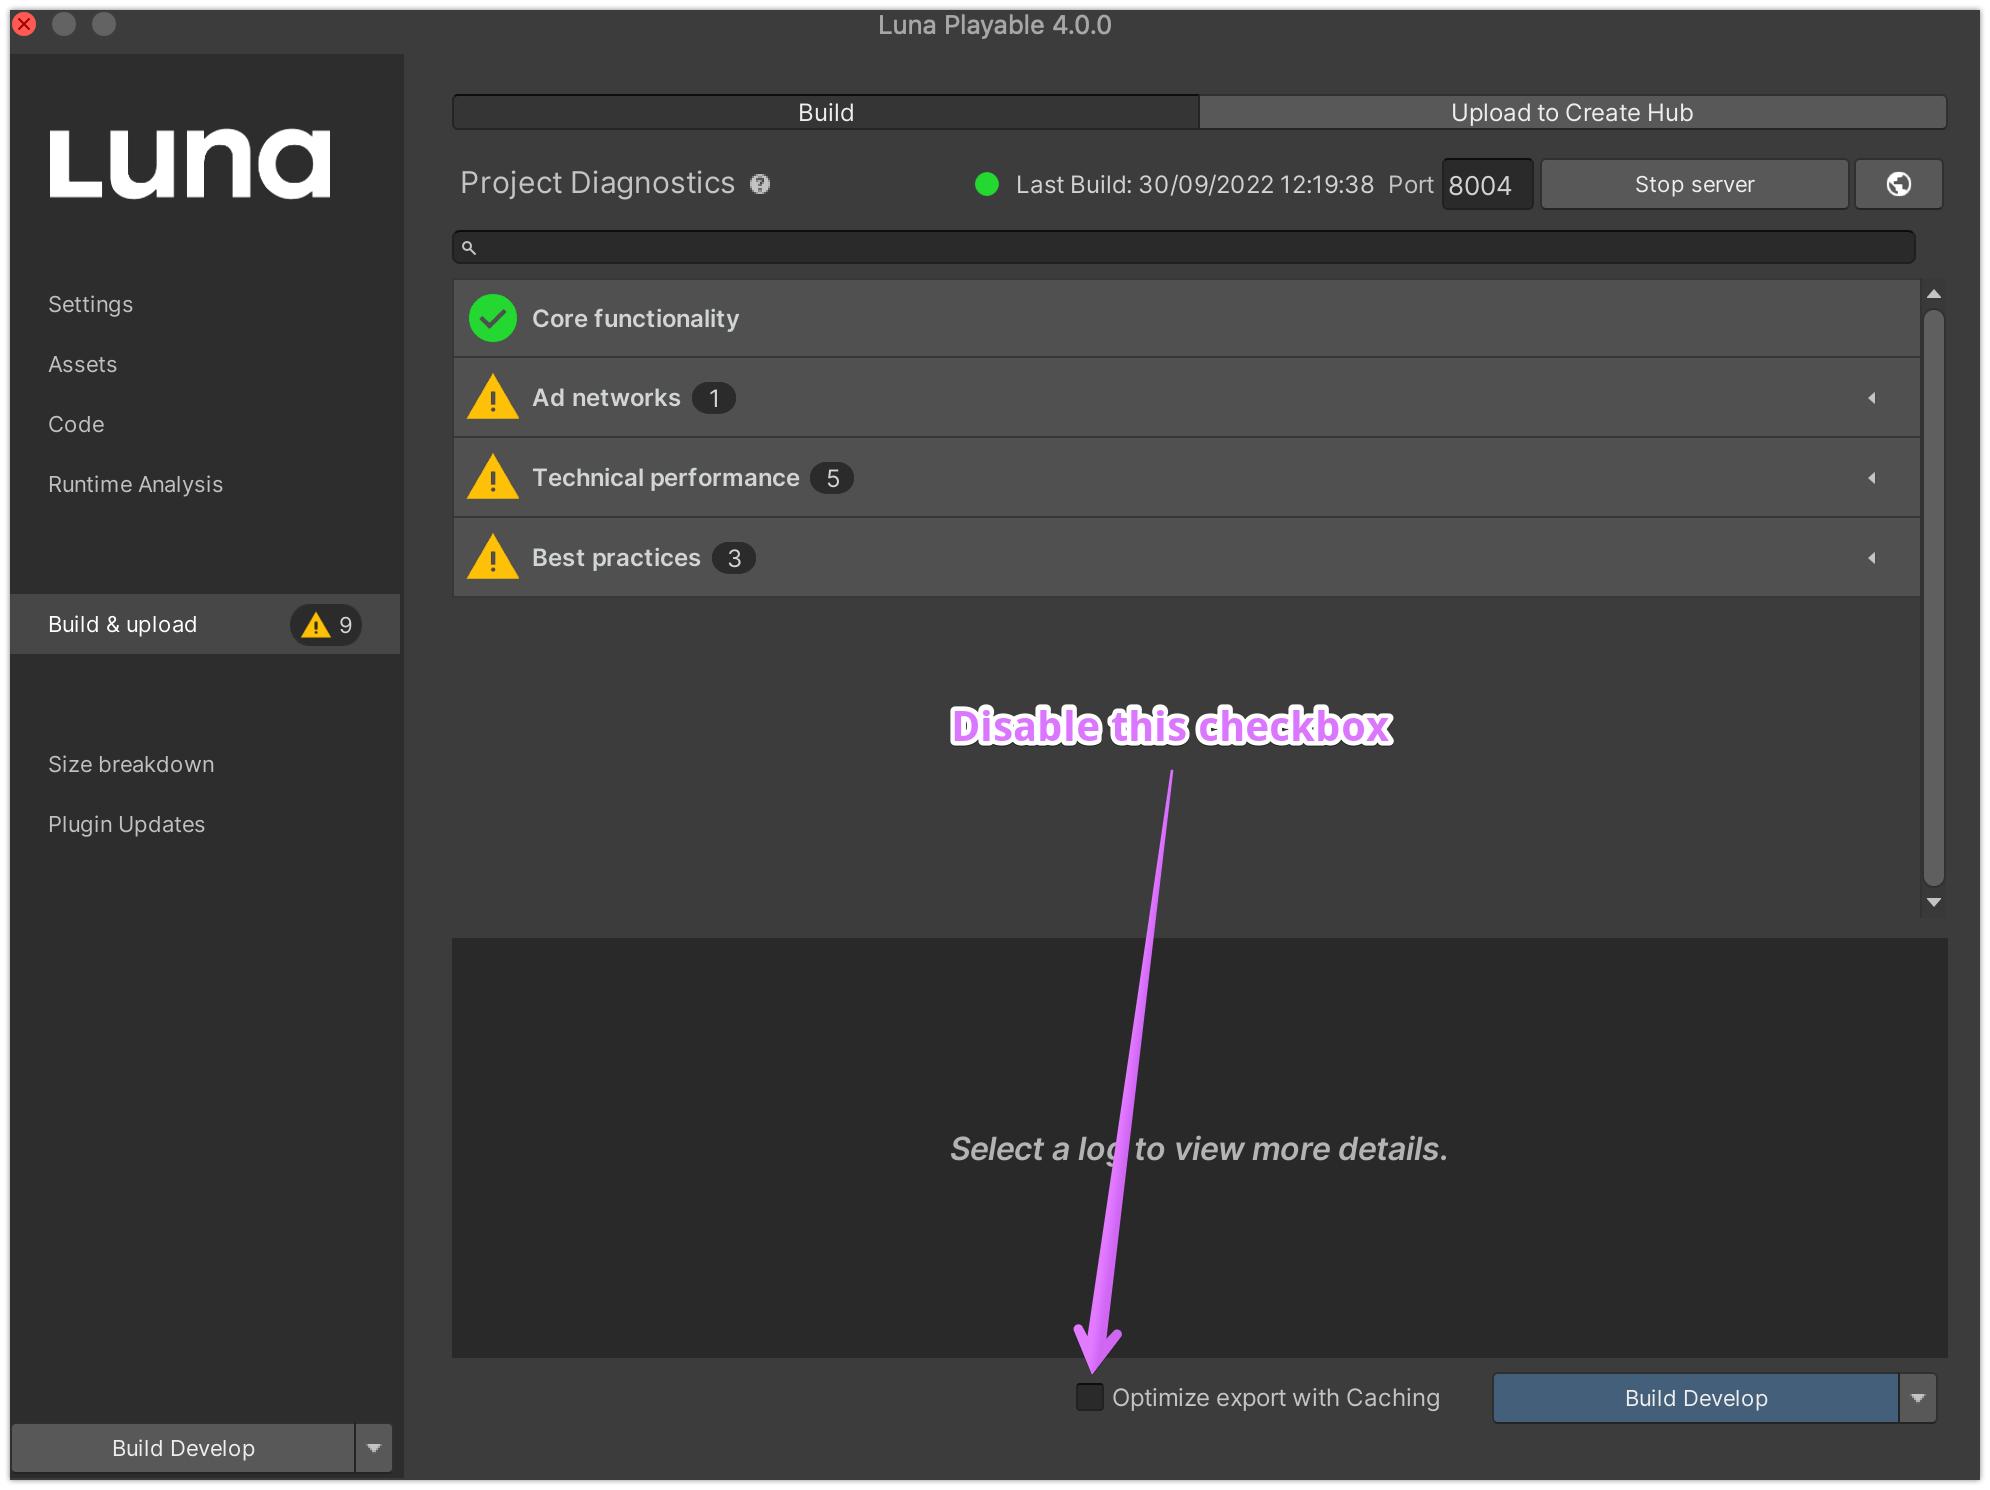 Luna Playable 4.0.0
Luna
Settings
Assets
Code
Runtime Analysis
Build & upload 9
Size breakdown
Plugin Updates
Build Develop
Build Upload to Create Hub
Project Diagnostics Last Build: 30/09/2022 12:19:38 Port 8004 Stop server
Core functionality
Ad networks 1
Technical performance 5
Best practices 3
Disable this checkbox
Select a log to view more details.
Optimize export with Caching Build Develop